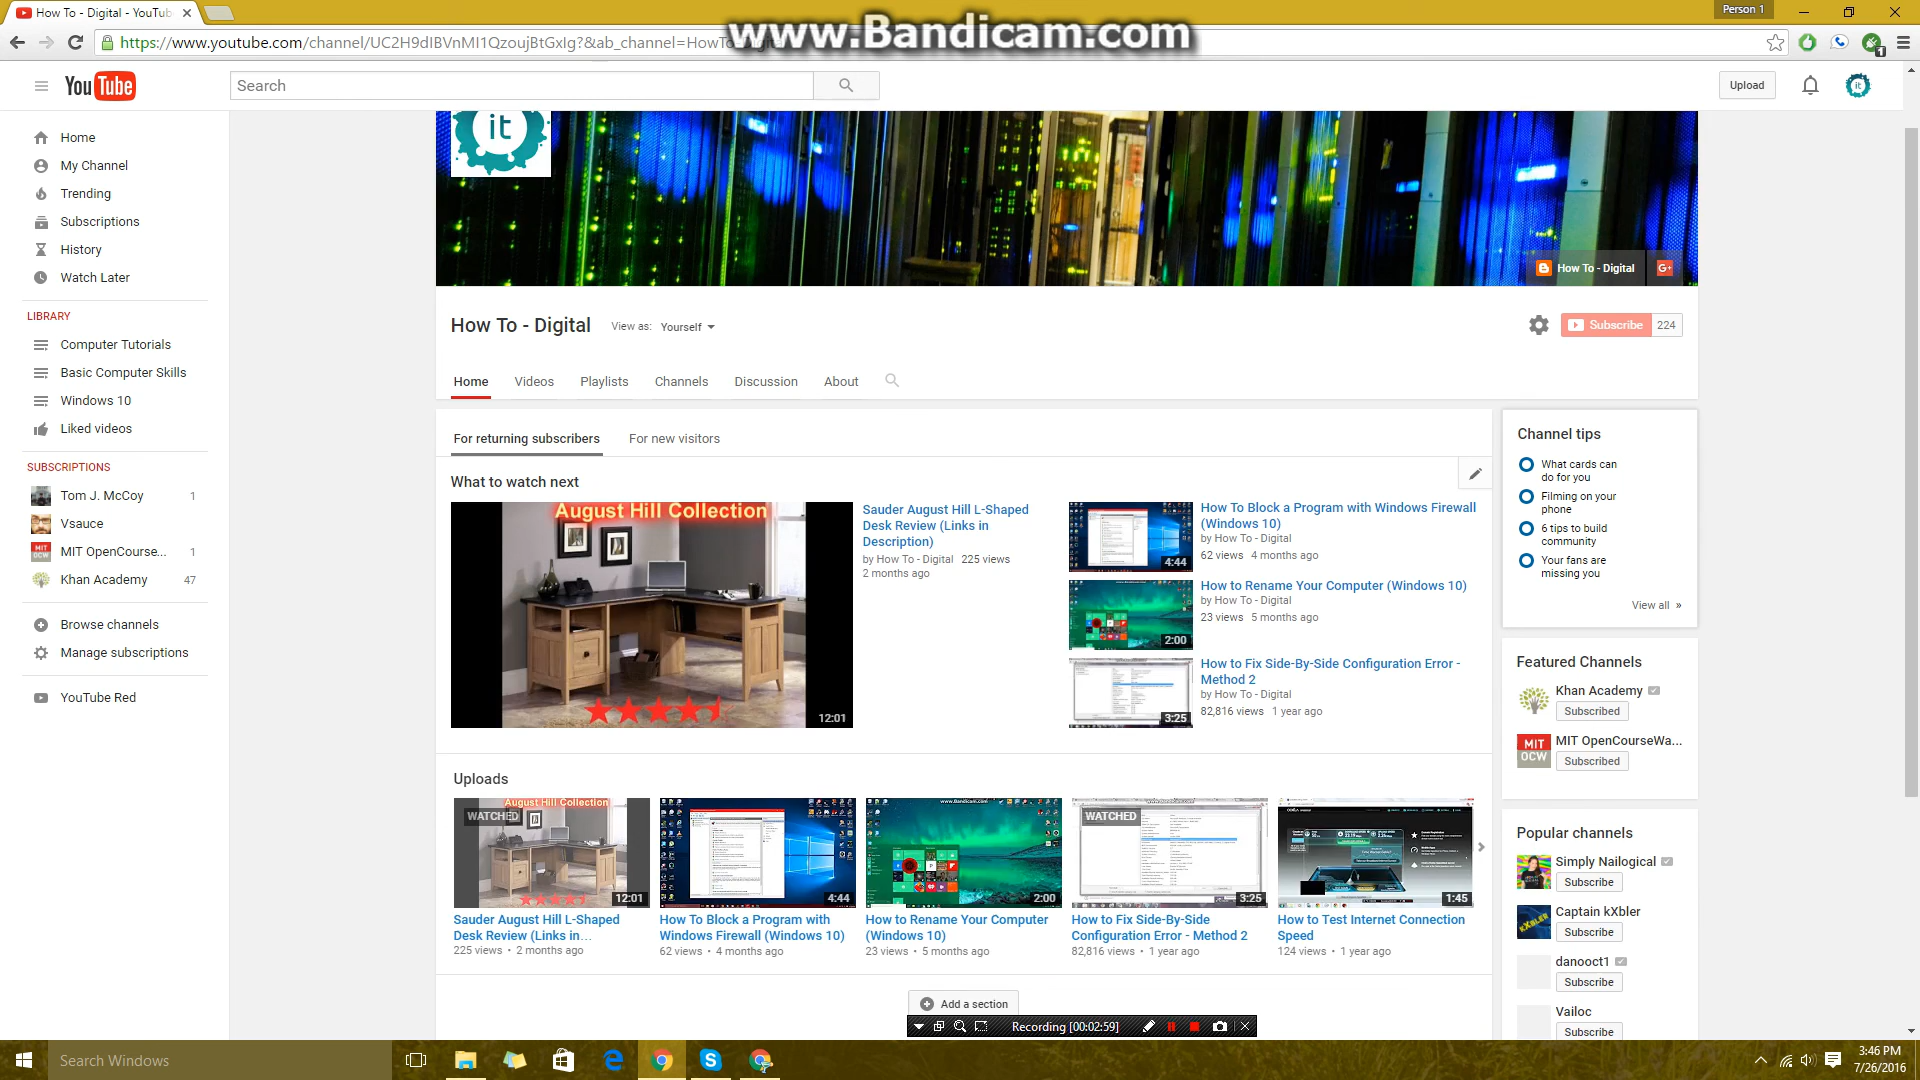 How To - Digital - YouTub
Person 1
www.Bandicam.com
https://www.youtube.com/channel/UC2H9dIBVnMI1QzoujBtGxIg?&ab_channel=HowTo-Digital
1
YouTube
Search
Upload
it
Home
My Channel
Trending
Subscriptions
History
Watch Later
LIBRARY
Computer Tutorials
Basic Computer Skills
Windows 10
Liked videos
SUBSCRIPTIONS
Tom J. McCoy 1
Vsauce
MIT OpenCourse... 1
Khan Academy 47
Browse channels
Manage subscriptions
YouTube Red
it
How To - Digital
G+
How To - Digital View as: Yourself
Subscribe 224
Home Videos Playlists Channels Discussion About
For returning subscribers For new visitors
What to watch next
August Hill Collection
12:01
Sauder August Hill L-Shaped
Desk Review (Links in
Description)
by How To - Digital 225 views
2 months ago
4:44
How To Block a Program with Windows Firewall
(Windows 10)
by How To - Digital
62 views 4 months ago
2:00
How to Rename Your Computer (Windows 10)
by How To - Digital
23 views 5 months ago
3:25
How to Fix Side-By-Side Configuration Error -
Method 2
by How To - Digital
82,816 views 1 year ago
Uploads
August Hill Collection
WATCHED
12:01
Sauder August Hill L-Shaped
Desk Review (Links in...
225 views • 2 months ago
4:44
How To Block a Program with
Windows Firewall (Windows 10)
62 views • 4 months ago
www.Bandicam.com
2:00
How to Rename Your Computer
(Windows 10)
23 views • 5 months ago
WATCHED
3:25
How to Fix Side-By-Side
Configuration Error - Method 2
82,816 views • 1 year ago
1:45
How to Test Internet Connection
Speed
124 views • 1 year ago
Add a section
Channel tips
What cards can
do for you
Filming on your
phone
6 tips to build
community
Your fans are
missing you
View all »
Featured Channels
Khan Academy
Subscribed
MIT
OCW
MIT OpenCourseWa...
Subscribed
Popular channels
Simply Nailogical
Subscribe
Captain kXbler
Subscribe
danooct1
Subscribe
Vailoc
Subscribe
Recording [00:02:59]
Search Windows
3:46 PM
7/26/2016